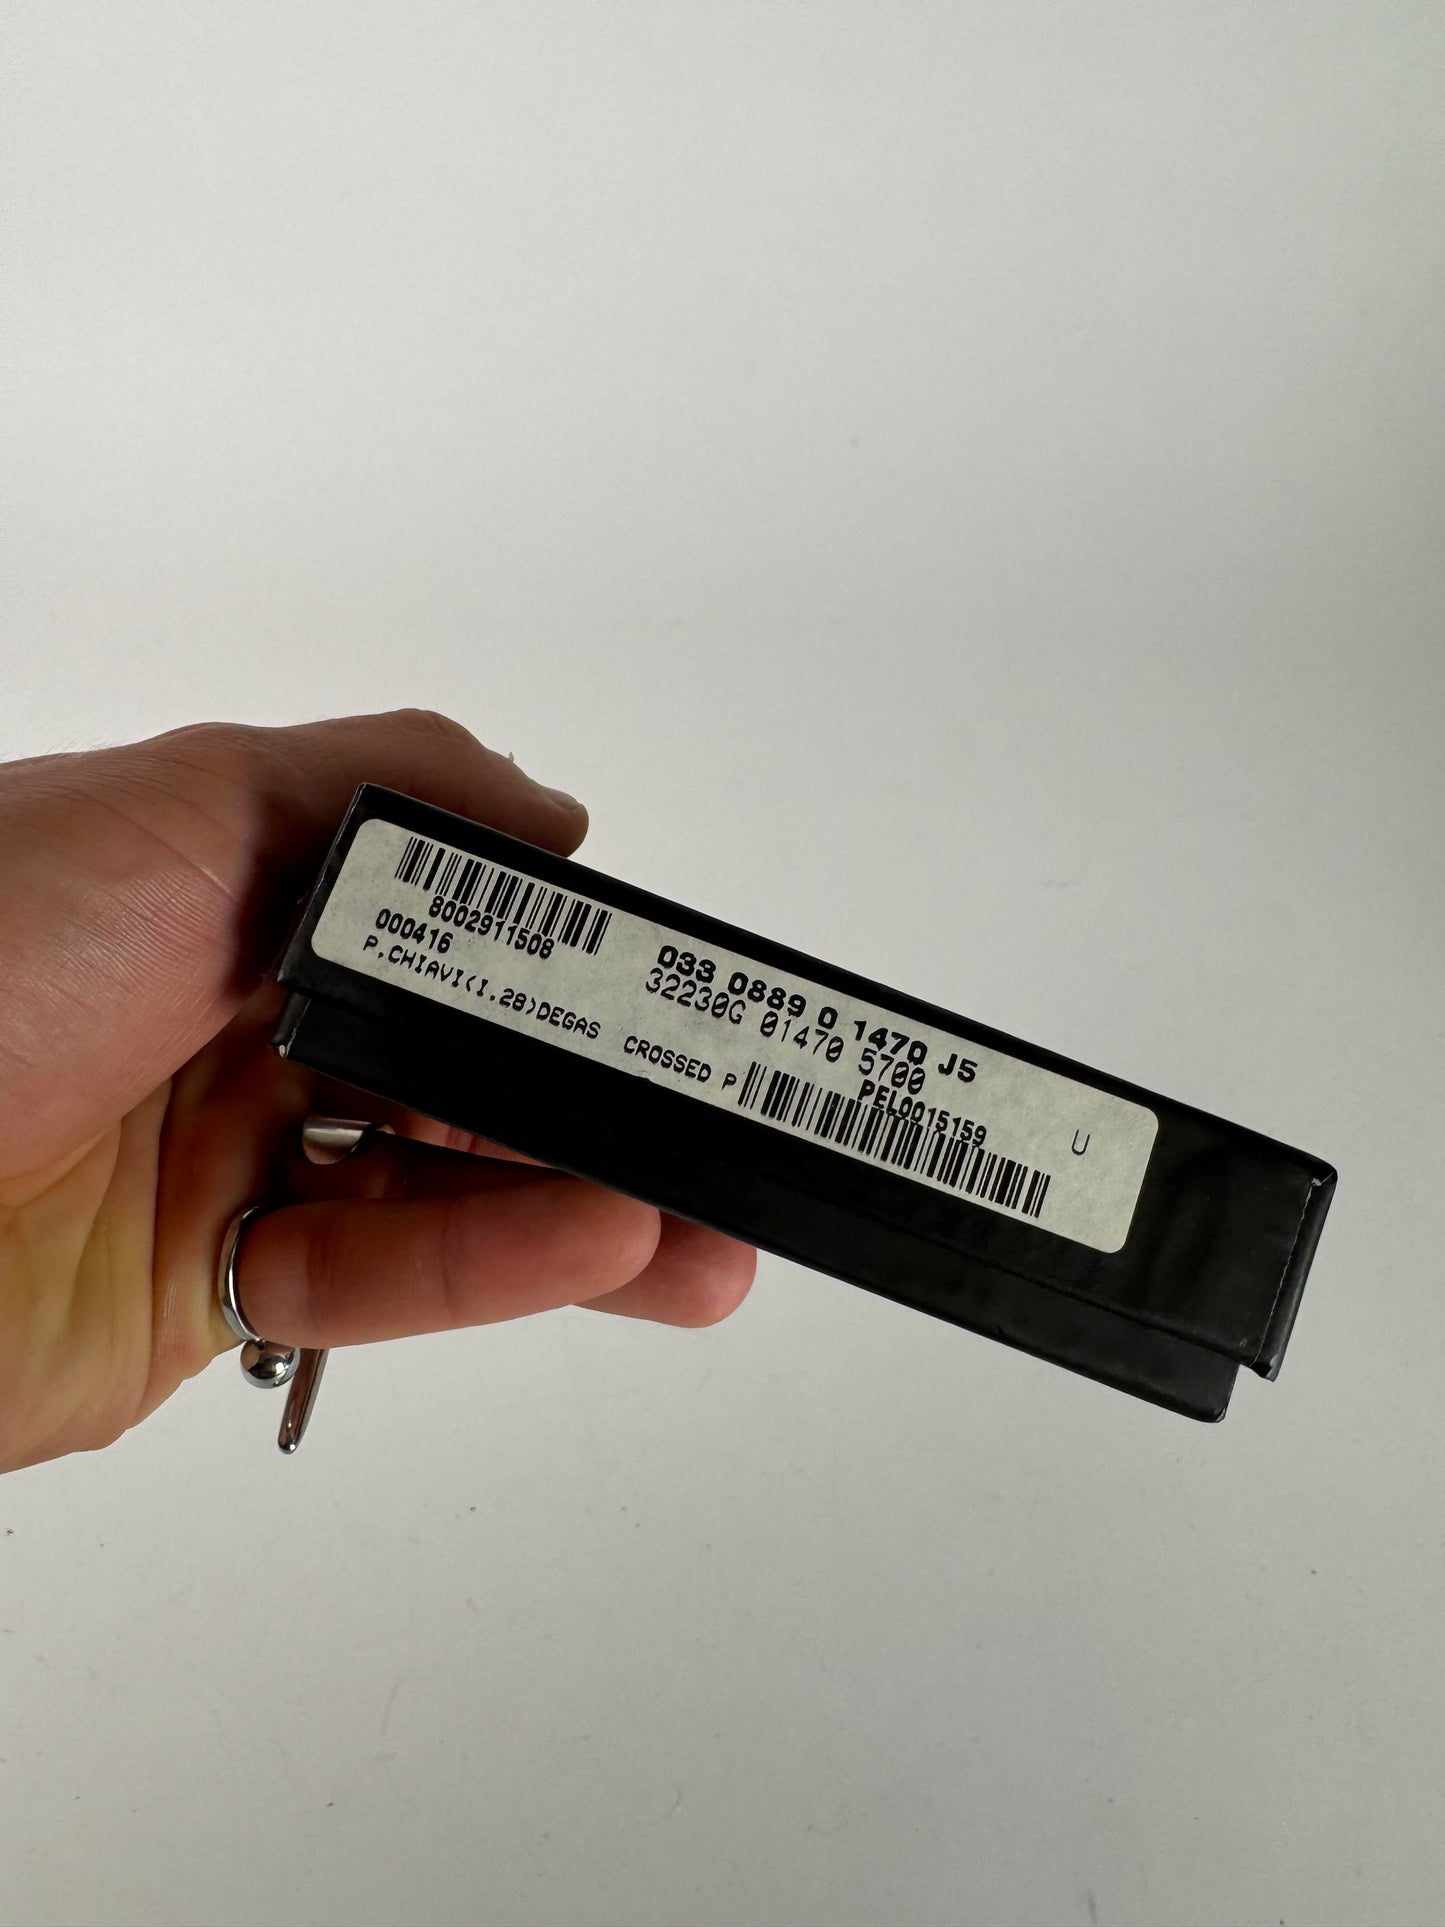 8002911508
000416
P.CHIAVI(I.28)DEGAS CROSSED P
033 0889 0 1470 J5
32230G 01470 5700
PEL0015159
U